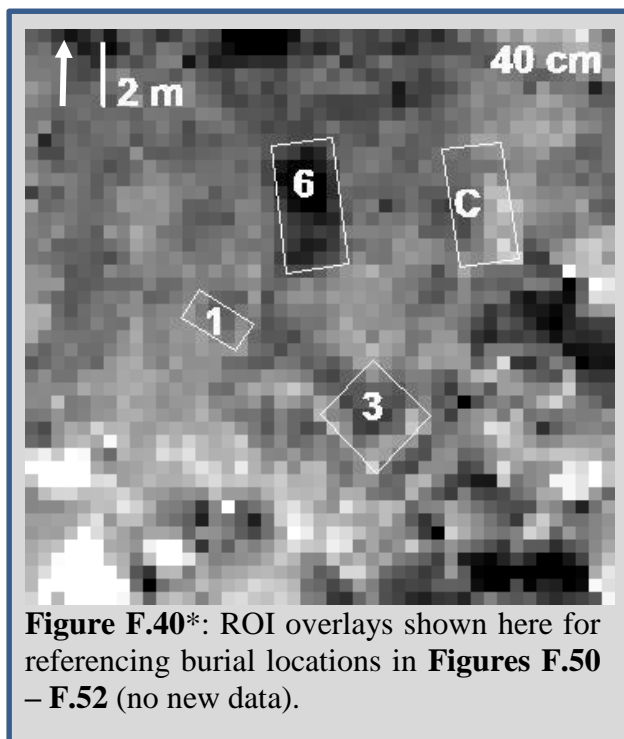 40 cm
2 m
6
C
1
3
Figure F.40*: ROI overlays shown here for
referencing burial locations in Figures F.50
– F.52 (no new data).